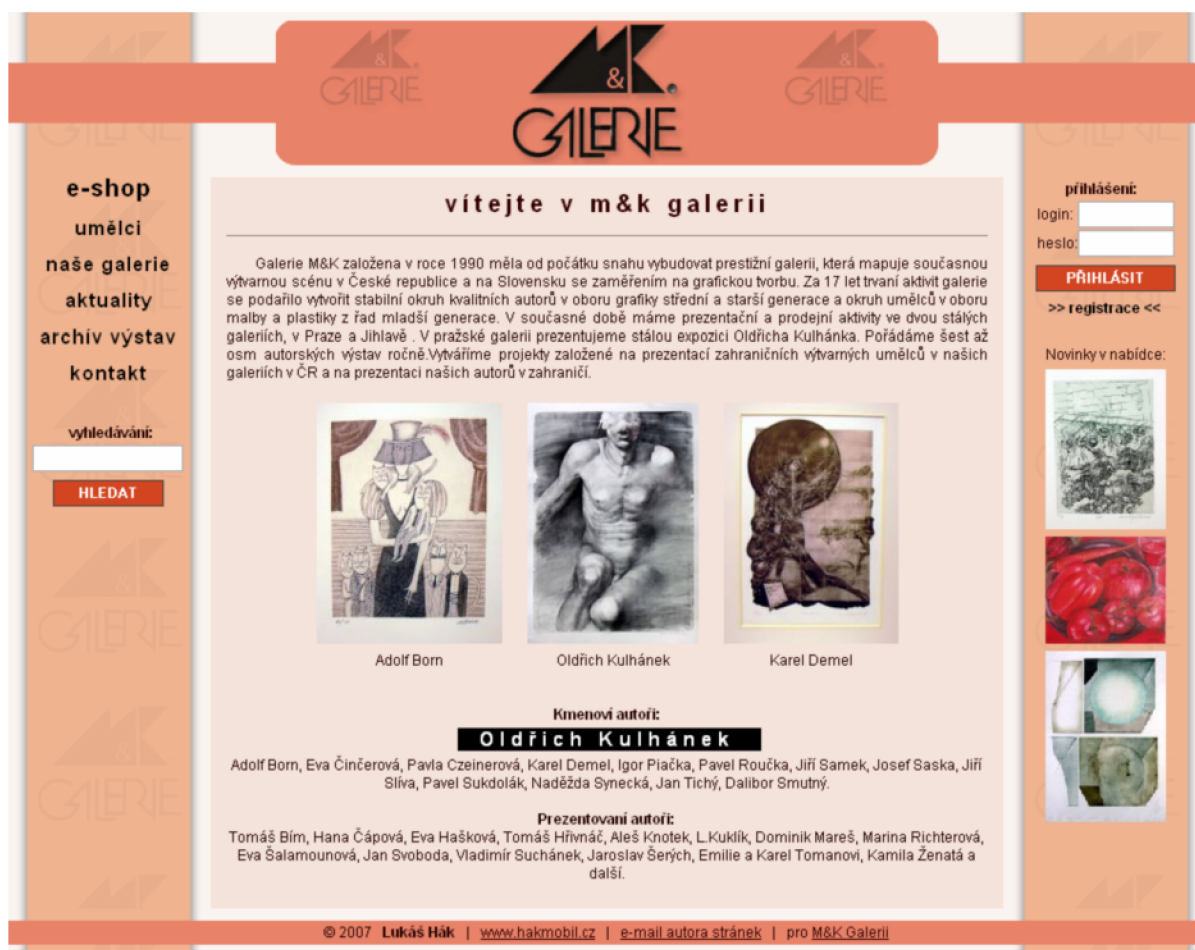 M&K.
GALERIE
M&K
GALERIE
M&K
GALERIE
e-shop
umělci
naše galerie
aktuality
archív výstav
kontakt
vyhledávání:
HLEDAT
vítejte v m&k galerii
Galerie M&K založena v roce 1990 měla od počátku snahu vybudovat prestižní galerii, která mapuje současnou
výtvarnou scénu v České republice a na Slovensku se zaměřením na grafickou tvorbu. Za 17 let trvaní aktivit galerie
se podařilo vytvořit stabilní okruh kvalitních autorů v oboru grafiky střední a starší generace a okruh umělců v oboru
malby a plastiky z řad mladší generace. V současné době máme prezentační a prodejní aktivity ve dvou stálých
galeriích, v Praze a Jihlavě . V pražské galerii prezentujeme stálou expozici Oldřicha Kulhánka. Pořádáme šest až
osm autorských výstav ročně.Vytváříme projekty založené na prezentací zahraničních výtvarných umělců v našich
galeriích v ČR a na prezentaci našich autorů v zahraničí.
Adolf Born
Oldřich Kulhánek
Karel Demel
Kmenoví autoři:
Oldřich Kulhánek
Adolf Born, Eva Činčerová, Pavla Czeinerová, Karel Demel, Igor Piačka, Pavel Roučka, Jiří Samek, Josef Saska, Jiří
Slíva, Pavel Sukdolák, Naděžda Synecká, Jan Tichý, Dalibor Smutný.
Prezentovaní autoři:
Tomáš Bím, Hana Čápová, Eva Hašková, Tomáš Hřivnáč, Aleš Knotek, L.Kuklík, Dominik Mareš, Marina Richterová,
Eva Šalamounová, Jan Svoboda, Vladimír Suchánek, Jaroslav Šerých, Emilie a Karel Tomanovi, Kamila Ženatá a
další.
přihlášení:
login:
heslo:
PŘIHLÁSIT
>> registrace <<
Novinky v nabídce:
© 2007 Lukáš Hák | www.hakmobil.cz | e-mail autora stránek | pro M&K Galerii